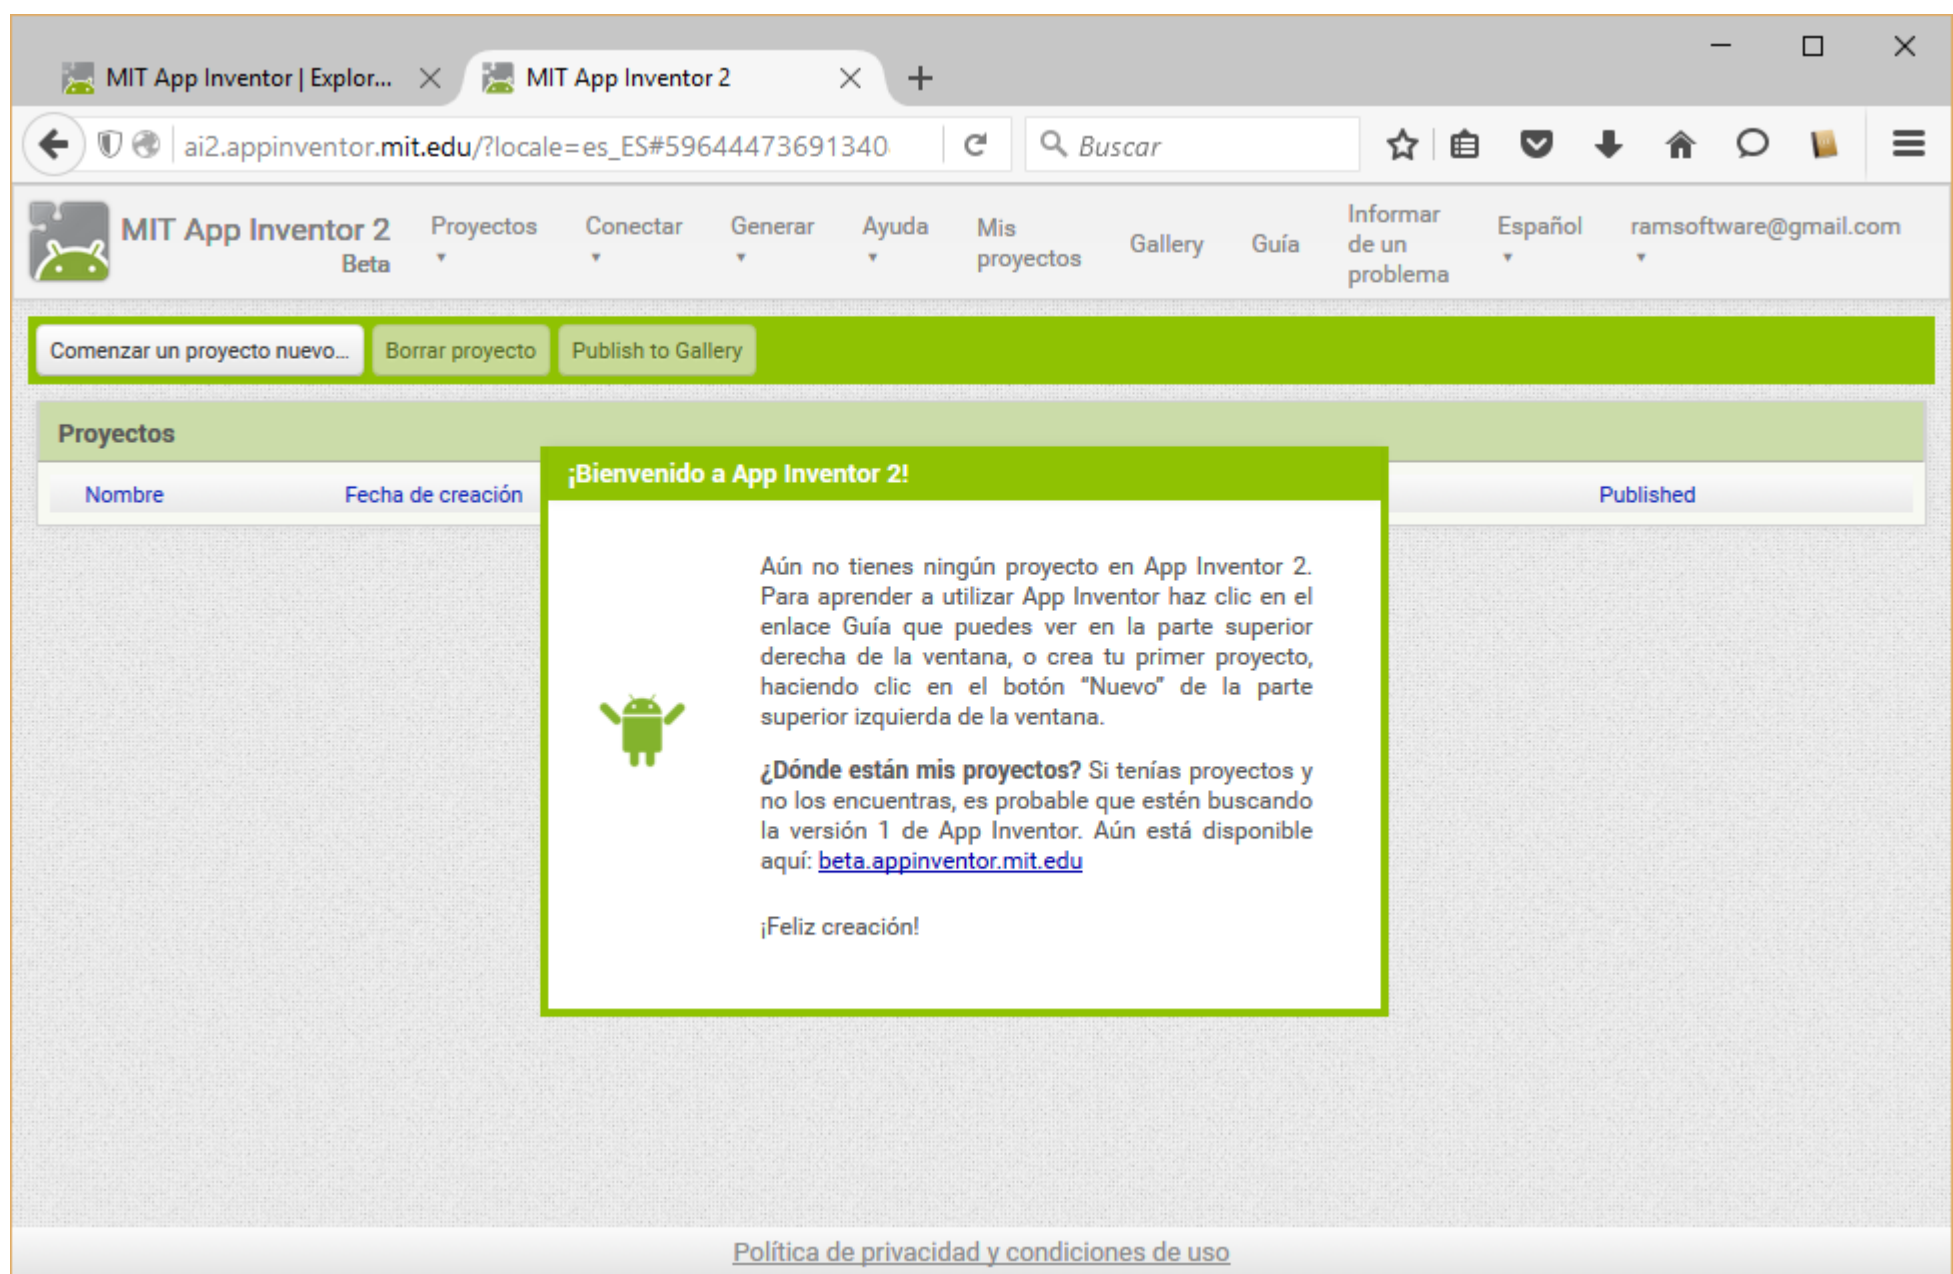 MIT App Inventor | Explor...
MIT App Inventor 2
ai2.appinventor.mit.edu/?locale=es_ES#59644473691340
Buscar
MIT App Inventor 2
Beta
Proyectos
Conectar
Generar
Ayuda
Mis
proyectos
Gallery
Guía
Informar
de un
problema
Español
ramsoftware@gmail.com
Comenzar un proyecto nuevo...
Borrar proyecto
Publish to Gallery
Proyectos
Nombre
Fecha de creación
Published
¡Bienvenido a App Inventor 2!
Aún no tienes ningún proyecto en App Inventor 2.
Para aprender a utilizar App Inventor haz clic en el
enlace Guía que puedes ver en la parte superior
derecha de la ventana, o crea tu primer proyecto,
haciendo clic en el botón “Nuevo” de la parte
superior izquierda de la ventana.
¿Dónde están mis proyectos? Si tenías proyectos y
no los encuentras, es probable que estén buscando
la versión 1 de App Inventor. Aún está disponible
aquí: beta.appinventor.mit.edu
¡Feliz creación!
Política de privacidad y condiciones de uso